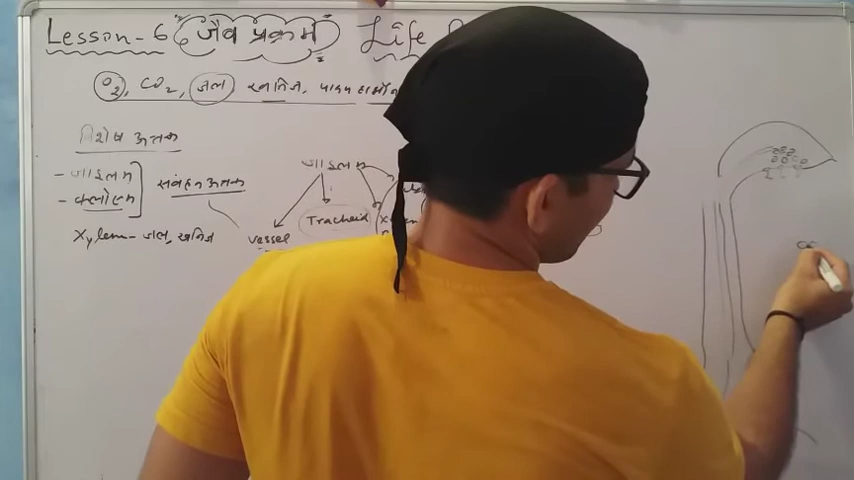 Lesson-6 जैव प्रक्रम Life
O₂, CO₂, जल खनिज, पादप हार्मोन
विशेष ऊतक
- जाइलम
- फ्लोएम
संवहन ऊतक
Xylem - जल, खनिज
जाइलम
vessel
Tracheid